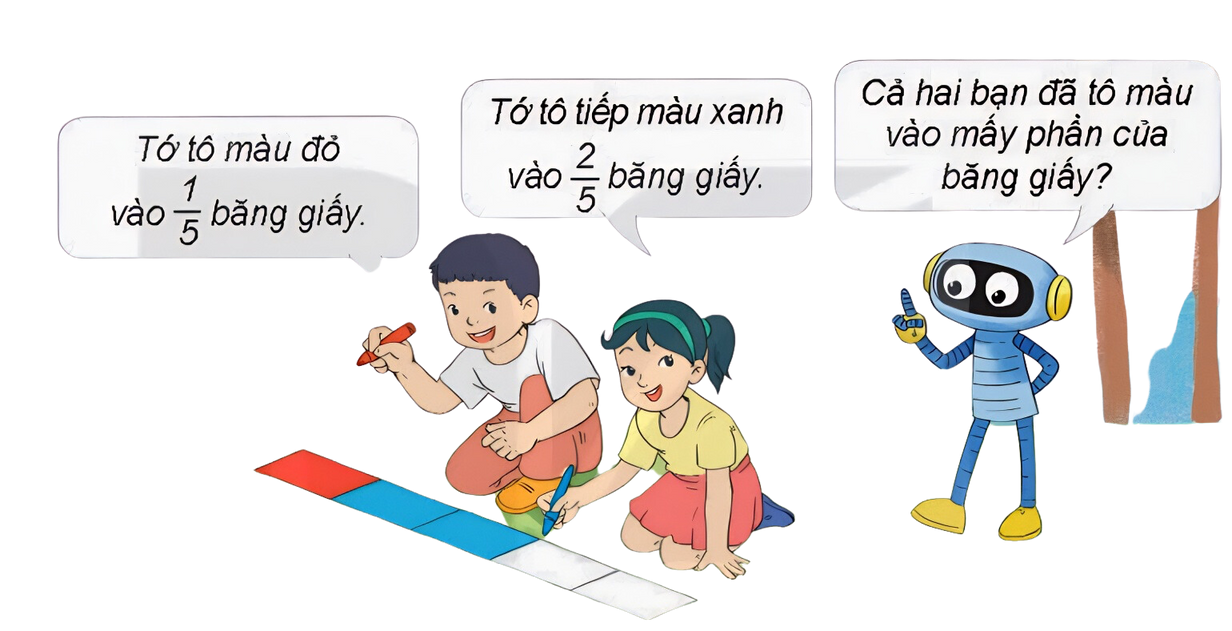 Tớ tô màu đỏ
vào 1/5 băng giấy.
Tớ tô tiếp màu xanh
vào 2/5 băng giấy.
Cả hai bạn đã tô màu
vào mấy phần của
băng giấy?